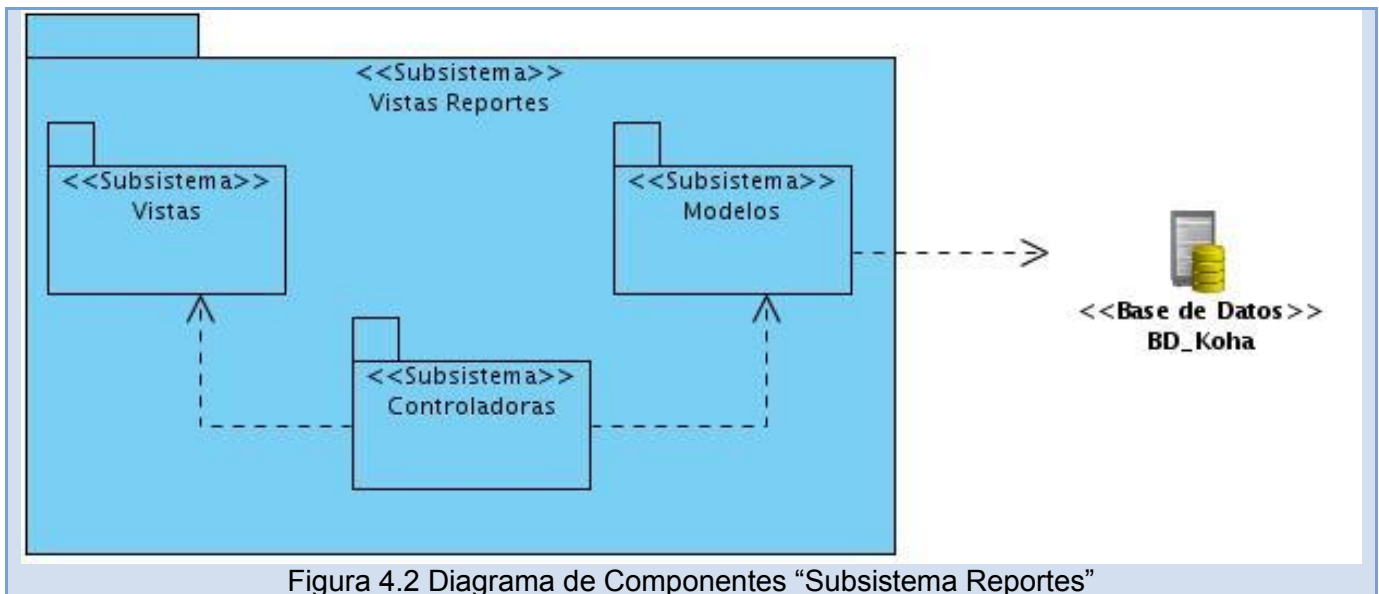 <<Subsistema>>
Vistas Reportes
<<Subsistema>>
Vistas
<<Subsistema>>
Modelos
<<Subsistema>>
Controladoras
<<Base de Datos>>
BD_Koha
Figura 4.2 Diagrama de Componentes “Subsistema Reportes”